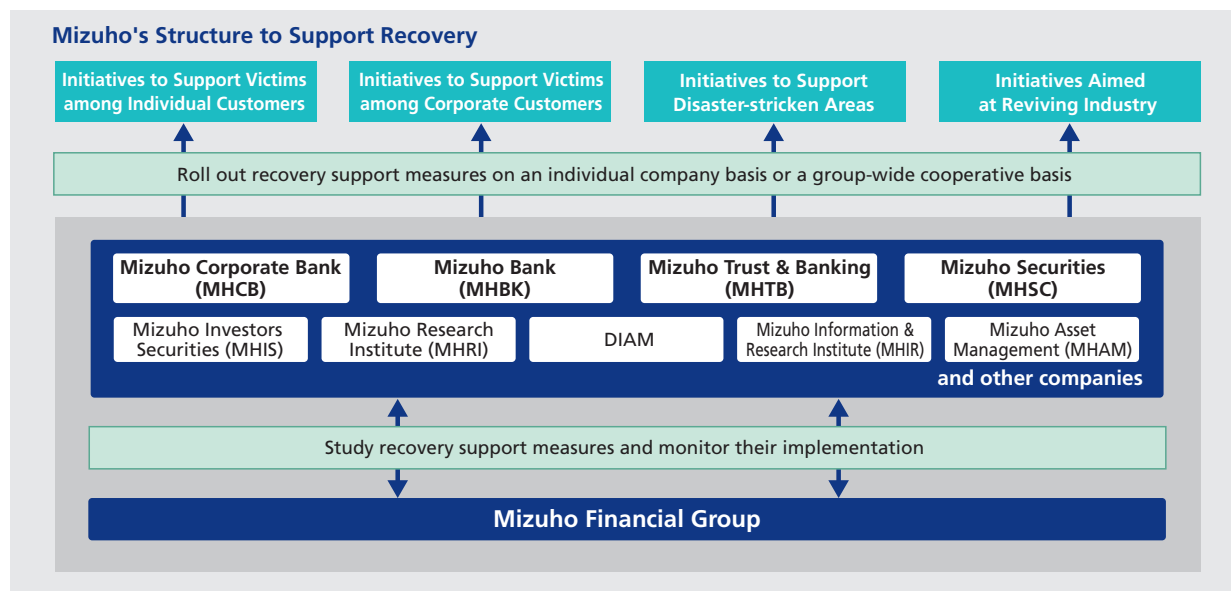 Mizuho's Structure to Support Recovery
Initiatives to Support Victims
among Individual Customers
Initiatives to Support Victims
among Corporate Customers
Initiatives to Support
Disaster-stricken Areas
Initiatives Aimed
at Reviving Industry
Roll out recovery support measures on an individual company basis or a group-wide cooperative basis
Mizuho Corporate Bank
(MHCB)
Mizuho Bank
(MHBK)
Mizuho Trust & Banking
(MHTB)
Mizuho Securities
(MHSC)
Mizuho Investors
Securities (MHIS)
Mizuho Research
Institute (MHRI)
DIAM
Mizuho Information &
Research Institute (MHIR)
Mizuho Asset
Management (MHAM)
and other companies
Study recovery support measures and monitor their implementation
Mizuho Financial Group